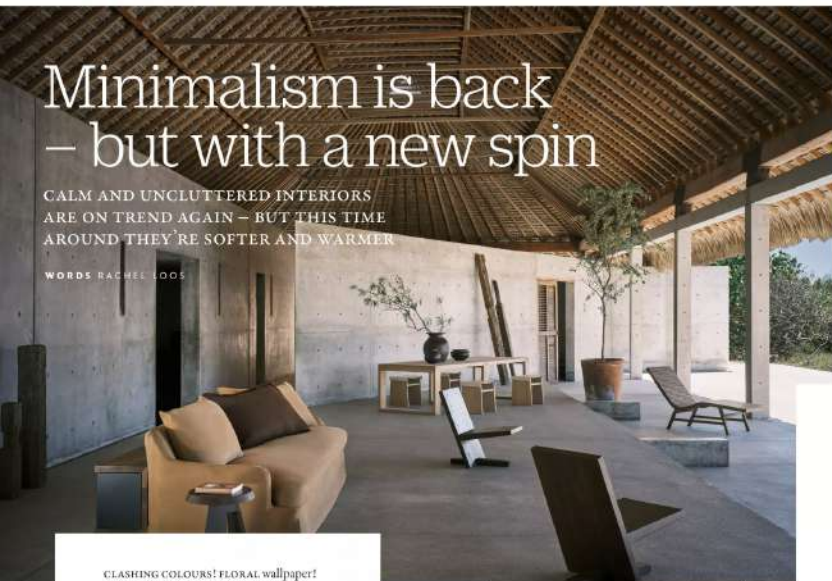 Minimalism is back
– but with a new spin
CALM AND UNCLUTTERED INTERIORS
ARE ON TREND AGAIN – BUT THIS TIME
AROUND THEY'RE SOFTER AND WARMER
WORDS RACHEL LOOS
CLASHING COLOURS! FLORAL wallpaper!